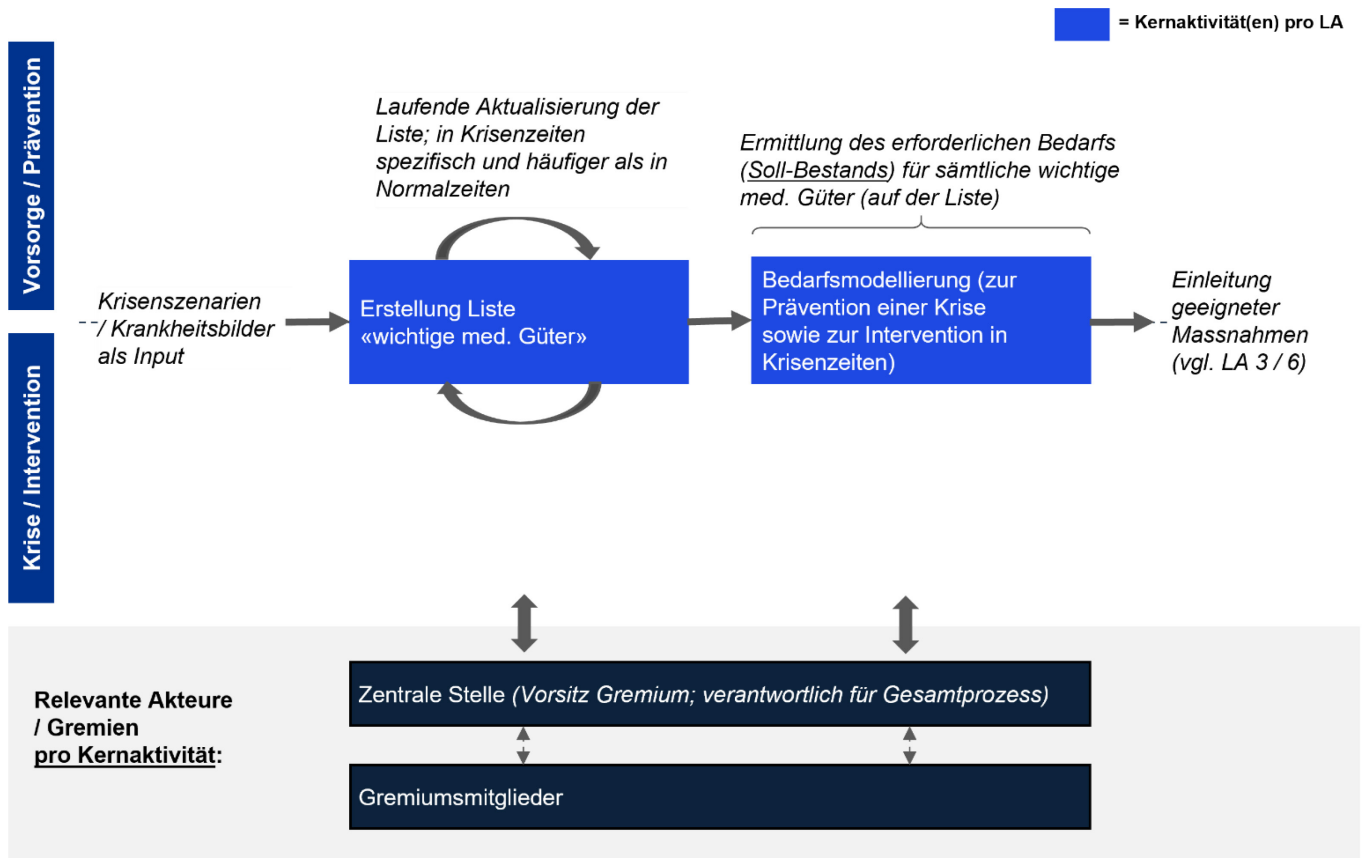 = Kernaktivität(en) pro LA
Vorsorge / Prävention
Krise / Intervention
Laufende Aktualisierung der
Liste; in Krisenzeiten
spezifisch und häufiger als in
Normalzeiten
Ermittlung des erforderlichen Bedarfs
(Soll-Bestands) für sämtliche wichtige
med. Güter (auf der Liste)
Krisenszenarien
/ Krankheitsbilder
als Input
Erstellung Liste
«wichtige med. Güter»
Bedarfsmodellierung (zur
Prävention einer Krise
sowie zur Intervention in
Krisenzeiten)
Einleitung
geeigneter
Massnahmen
(vgl. LA 3 / 6)
Relevante Akteure
/ Gremien
pro Kernaktivität:
Zentrale Stelle (Vorsitz Gremium; verantwortlich für Gesamtprozess)
Gremiumsmitglieder